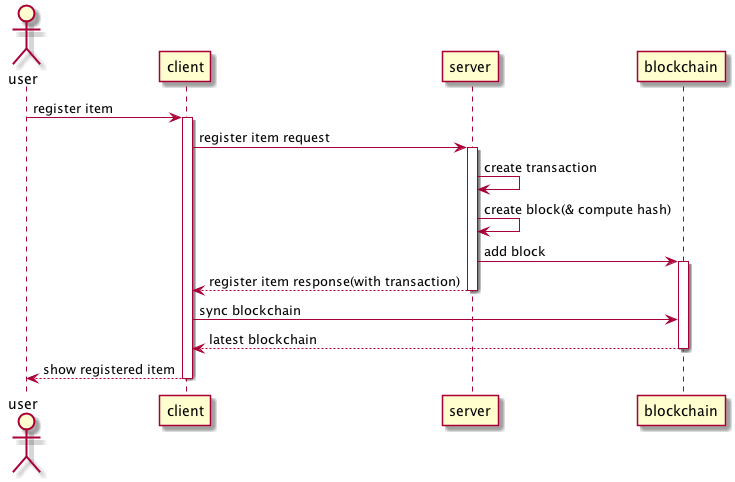 user
client
server
blockchain
register item
register item request
create transaction
create block(& compute hash)
add block
register item response(with transaction)
sync blockchain
latest blockchain
show registered item
user
client
server
blockchain